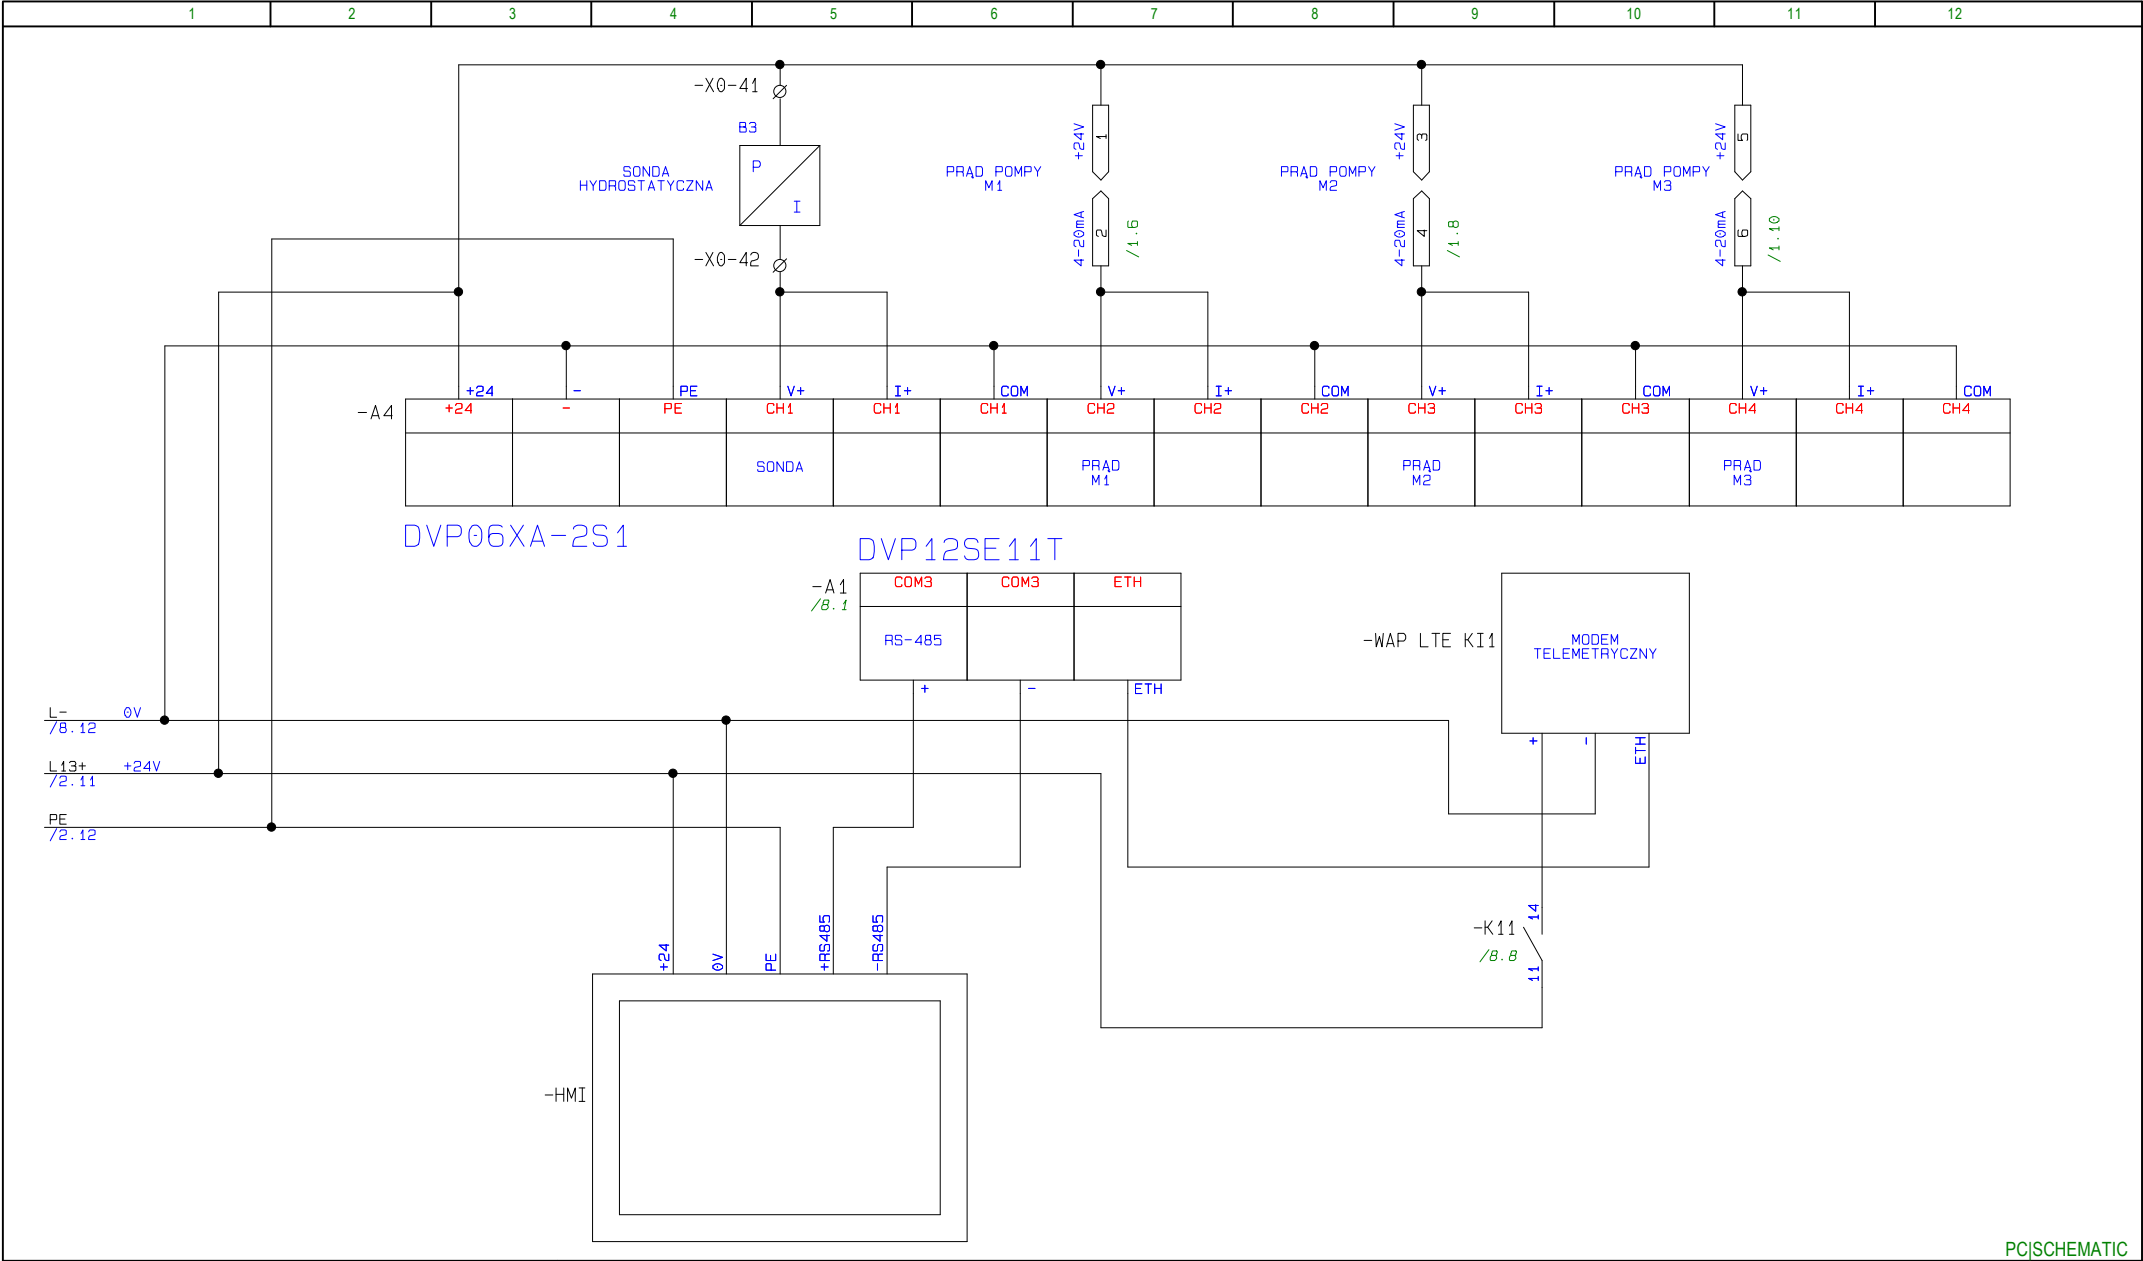 1 2 3 4 5 6 7 8 9 10 11 12
-X0-41
B3
P
I
SONDA
HYDROSTATYCZNA
-X0-42
PRĄD POMPY
M1
+24V
1
4-20mA
2
/1.6
PRĄD POMPY
M2
+24V
3
4-20mA
4
/1.8
PRĄD POMPY
M3
+24V
5
4-20mA
6
/1.10
+24 - PE V+ I+ COM V+ I+ COM V+ I+ COM V+ I+ COM
-A4
+24 - PE CH1 CH1 CH1 CH2 CH2 CH2 CH3 CH3 CH3 CH4 CH4 CH4
SONDA
PRĄD
M1
PRĄD
M2
PRĄD
M3
DVP06XA-2S1
DVP12SE11T
-A1
/8.1
COM3 COM3 ETH
RS-485
+ - ETH
-WAP LTE KI1
MODEM
TELEMETRYCZNY
+ - ETH
L- 0V
/8.12
L13+ +24V
/2.11
PE
/2.12
14
-K11
/8.8
11
+24 0V PE +RS485 -RS485
-HMI
PC|SCHEMATIC